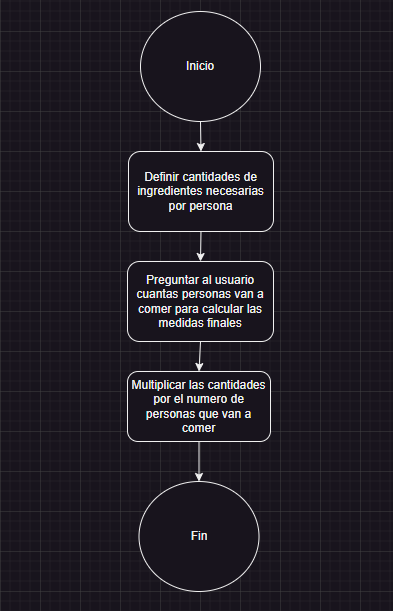 Inicio
Definir cantidades de
ingredientes necesarias
por persona
Preguntar al usuario
cuantas personas van a
comer para calcular las
medidas finales
Multiplicar las cantidades
por el numero de
personas que van a
comer
Fin